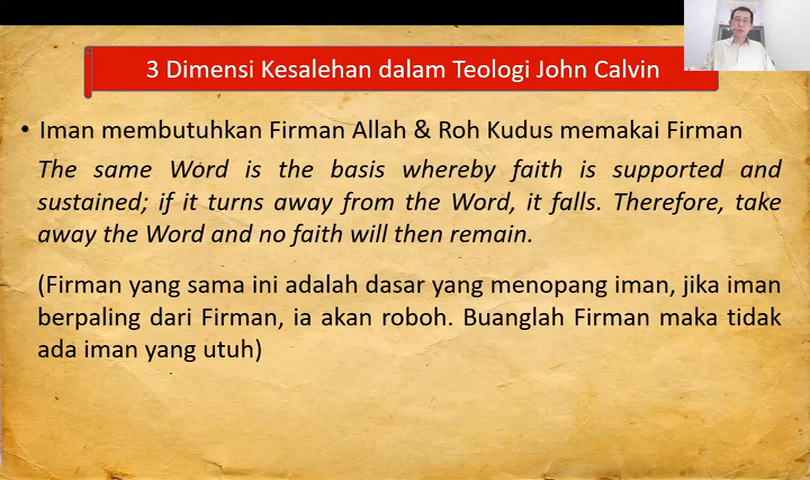 3 Dimensi Kesalehan dalam Teologi John Calvin
• Iman membutuhkan Firman Allah & Roh Kudus memakai Firman
The same Word is the basis whereby faith is supported and
sustained; if it turns away from the Word, it falls. Therefore, take
away the Word and no faith will then remain.
(Firman yang sama ini adalah dasar yang menopang iman, jika iman
berpaling dari Firman, ia akan roboh. Buanglah Firman maka tidak
ada iman yang utuh)